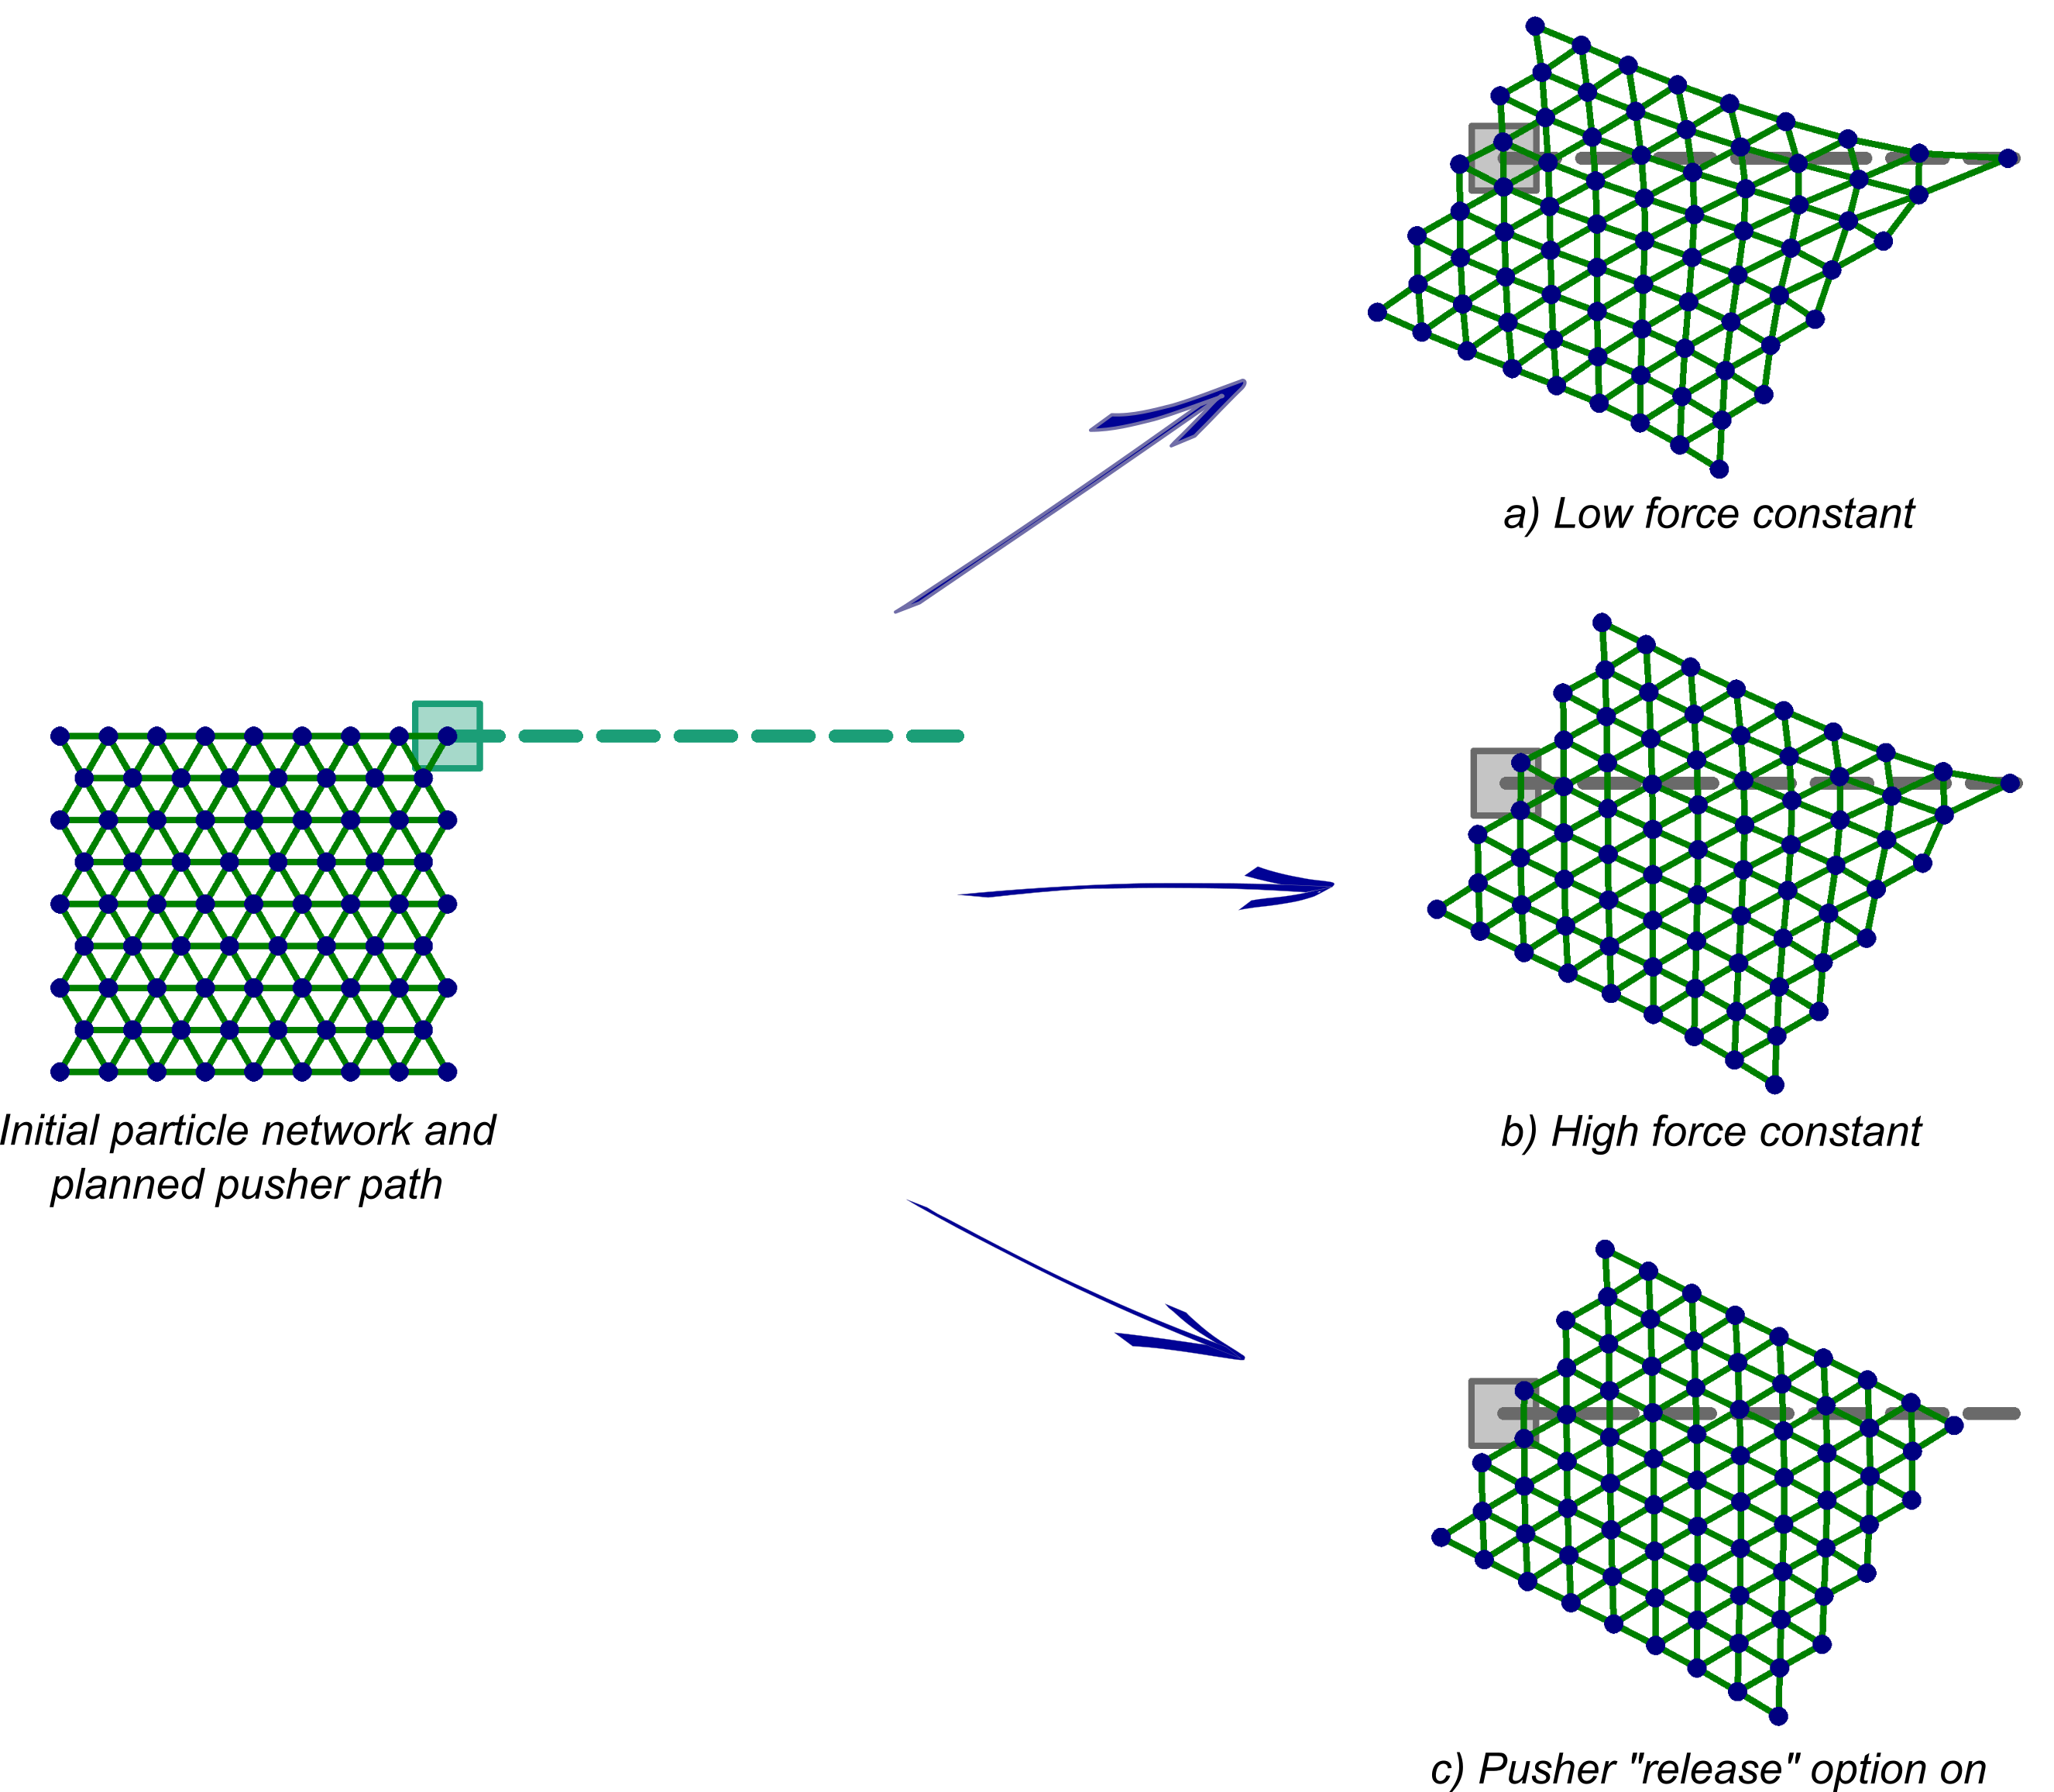 a) Low force constant
b) High force constant
Initial particle network and
planned pusher path
c) Pusher "release" option on